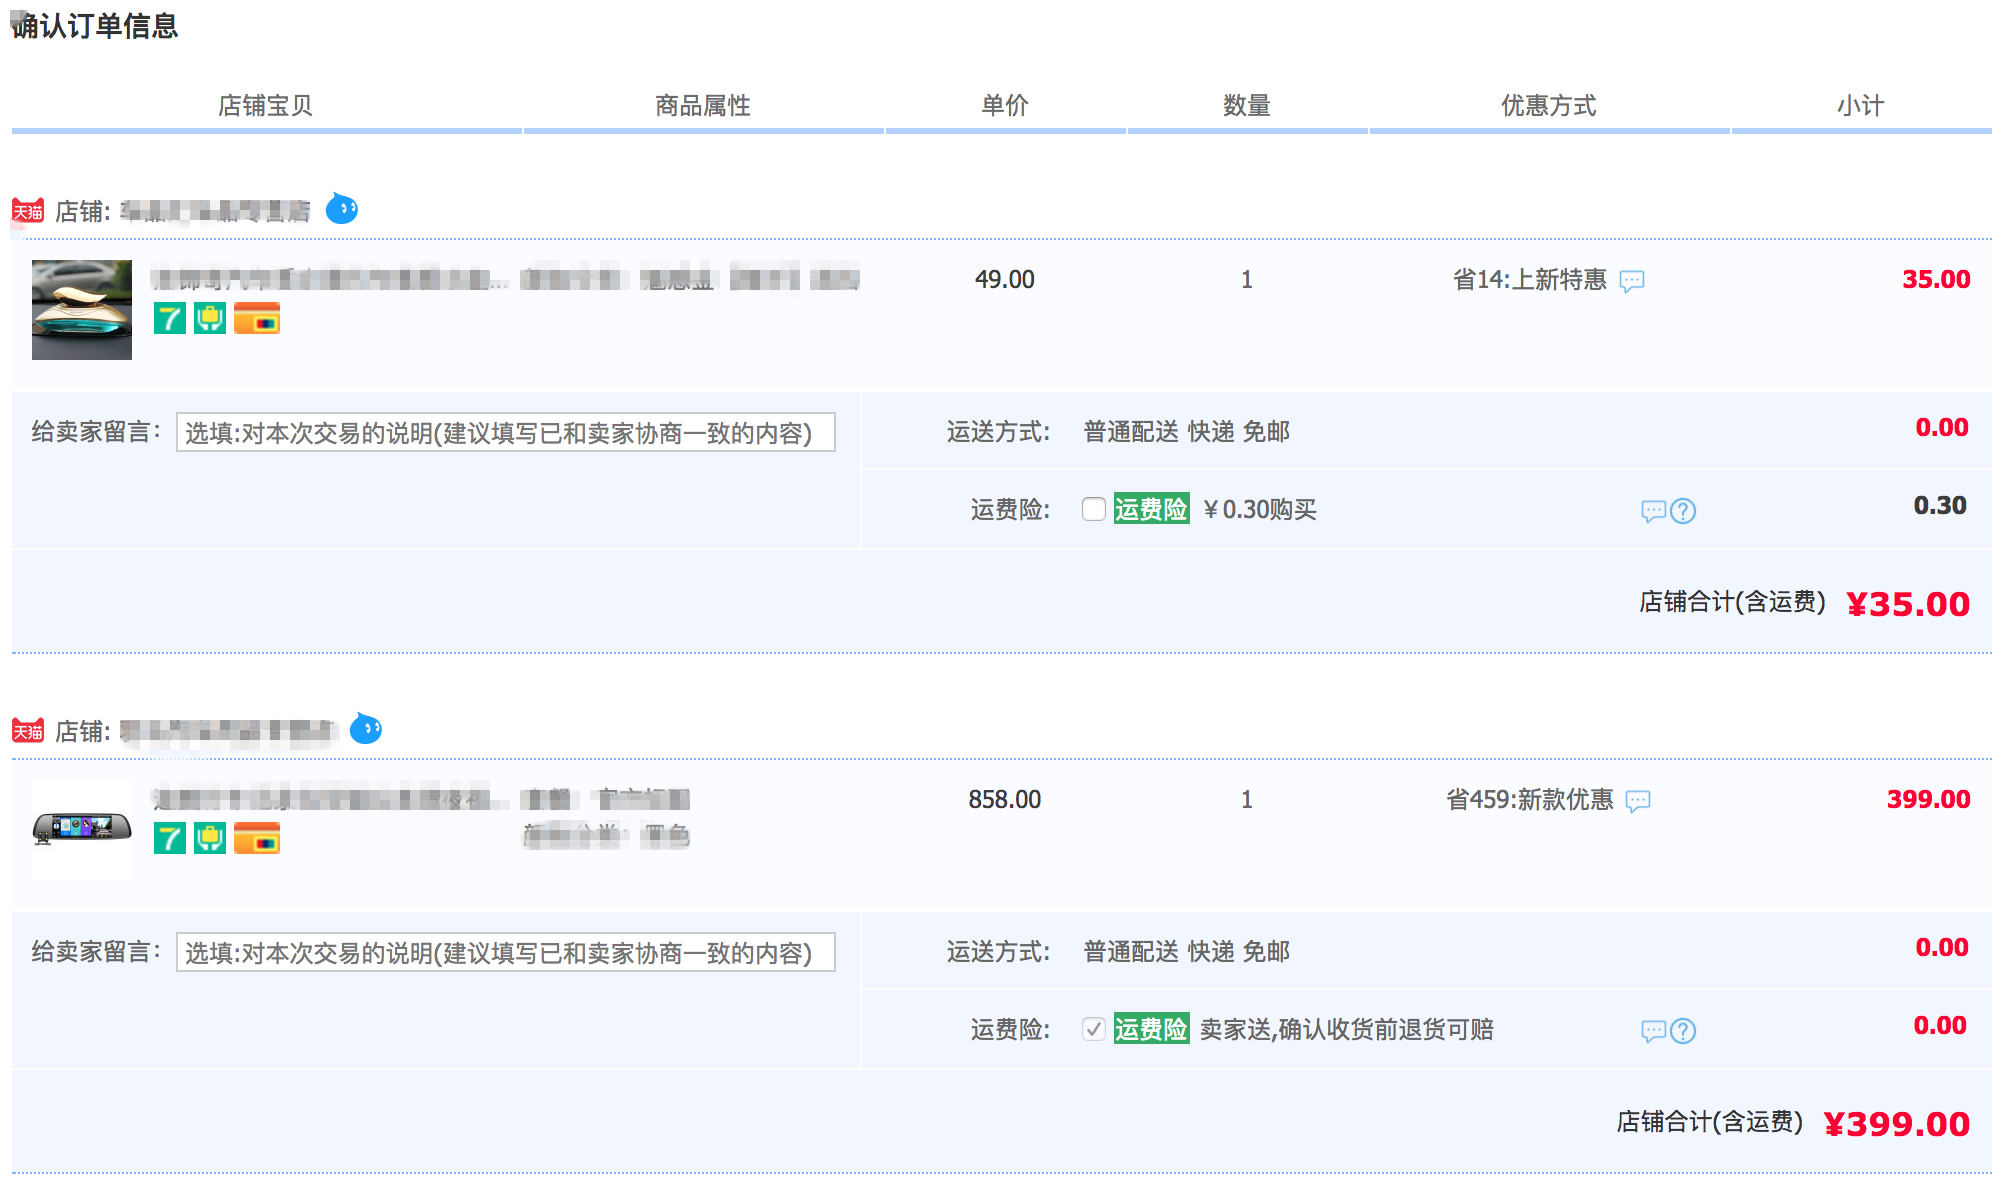 确认订单信息
店铺宝贝 商品属性 单价 数量 优惠方式 小计
天猫 店铺:
49.00 1 省14:上新特惠 35.00
7
给卖家留言: 选填:对本次交易的说明(建议填写已和卖家协商一致的内容) 运送方式: 普通配送 快递 免邮 0.00
运费险: 运费险 ¥0.30购买 ? 0.30
店铺合计(含运费) ¥35.00
天猫 店铺:
858.00 1 省459:新款优惠 399.00
7
给卖家留言: 选填:对本次交易的说明(建议填写已和卖家协商一致的内容) 运送方式: 普通配送 快递 免邮 0.00
运费险: 运费险 卖家送,确认收货前退货可赔 ? 0.00
店铺合计(含运费) ¥399.00